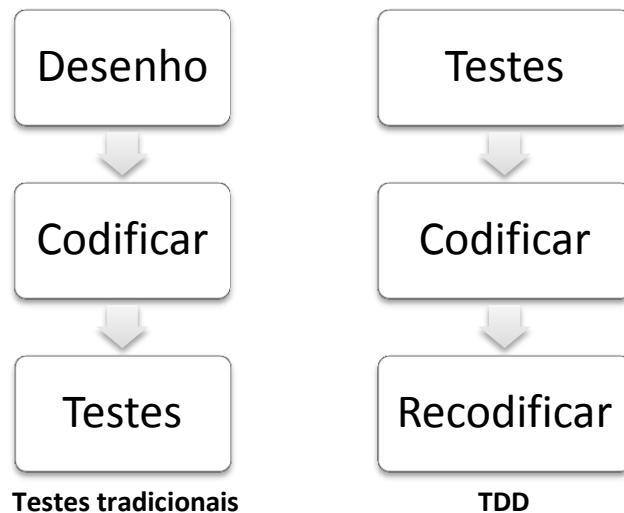 Desenho
Codificar
Testes
Testes tradicionais
Testes
Codificar
Recodificar
TDD